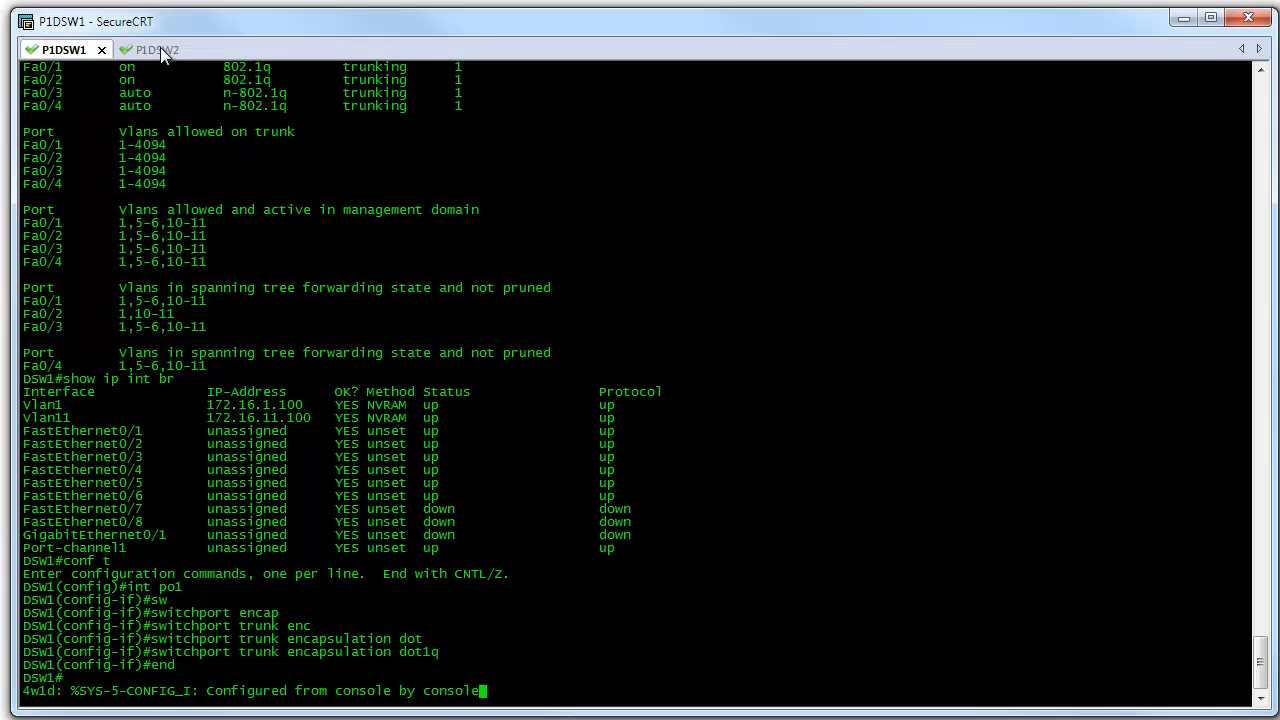 P1DSW1 - SecureCRT
P1DSW1 P1DSW2
Fa0/1 on 802.1q trunking 1
Fa0/2 on 802.1q trunking 1
Fa0/3 auto n-802.1q trunking 1
Fa0/4 auto n-802.1q trunking 1
Port Vlans allowed on trunk
Fa0/1 1-4094
Fa0/2 1-4094
Fa0/3 1-4094
Fa0/4 1-4094
Port Vlans allowed and active in management domain
Fa0/1 1,5-6,10-11
Fa0/2 1,5-6,10-11
Fa0/3 1,5-6,10-11
Fa0/4 1,5-6,10-11
Port Vlans in spanning tree forwarding state and not pruned
Fa0/1 1,5-6,10-11
Fa0/2 1,10-11
Fa0/3 1,5-6,10-11
Port Vlans in spanning tree forwarding state and not pruned
Fa0/4 1,5-6,10-11
DSW1#show ip int br
Interface IP-Address OK? Method Status Protocol
Vlan1 172.16.1.100 YES NVRAM up up
Vlan11 172.16.11.100 YES NVRAM up up
FastEthernet0/1 unassigned YES unset up up
FastEthernet0/2 unassigned YES unset up up
FastEthernet0/3 unassigned YES unset up up
FastEthernet0/4 unassigned YES unset up up
FastEthernet0/5 unassigned YES unset up up
FastEthernet0/6 unassigned YES unset up up
FastEthernet0/7 unassigned YES unset down down
FastEthernet0/8 unassigned YES unset down down
GigabitEthernet0/1 unassigned YES unset down down
Port-channel1 unassigned YES unset up up
DSW1#conf t
Enter configuration commands, one per line. End with CNTL/Z.
DSW1(config)#int po1
DSW1(config-if)#sw
DSW1(config-if)#switchport encap
DSW1(config-if)#switchport trunk enc
DSW1(config-if)#switchport trunk encapsulation dot
DSW1(config-if)#switchport trunk encapsulation dot1q
DSW1(config-if)#end
DSW1#
4w1d: %SYS-5-CONFIG_I: Configured from console by console